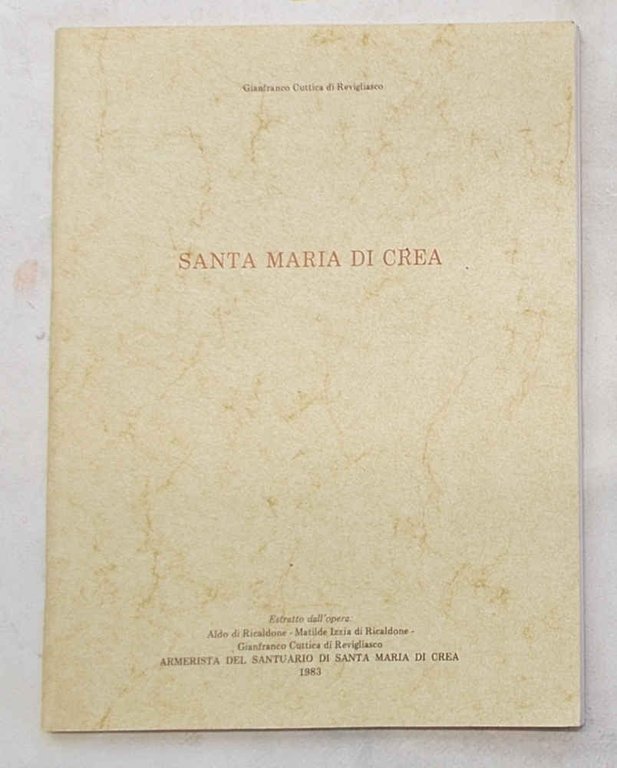 Gianfranco Cuttica di Revigliasco
SANTA MARIA DI CREA
Estratto dall'opera:
Aldo di Ricaldone - Matilde Izzia di Ricaldone -
Gianfranco Cuttica di Revigliasco
ARMERISTA DEL SANTUARIO DI SANTA MARIA DI CREA
1983